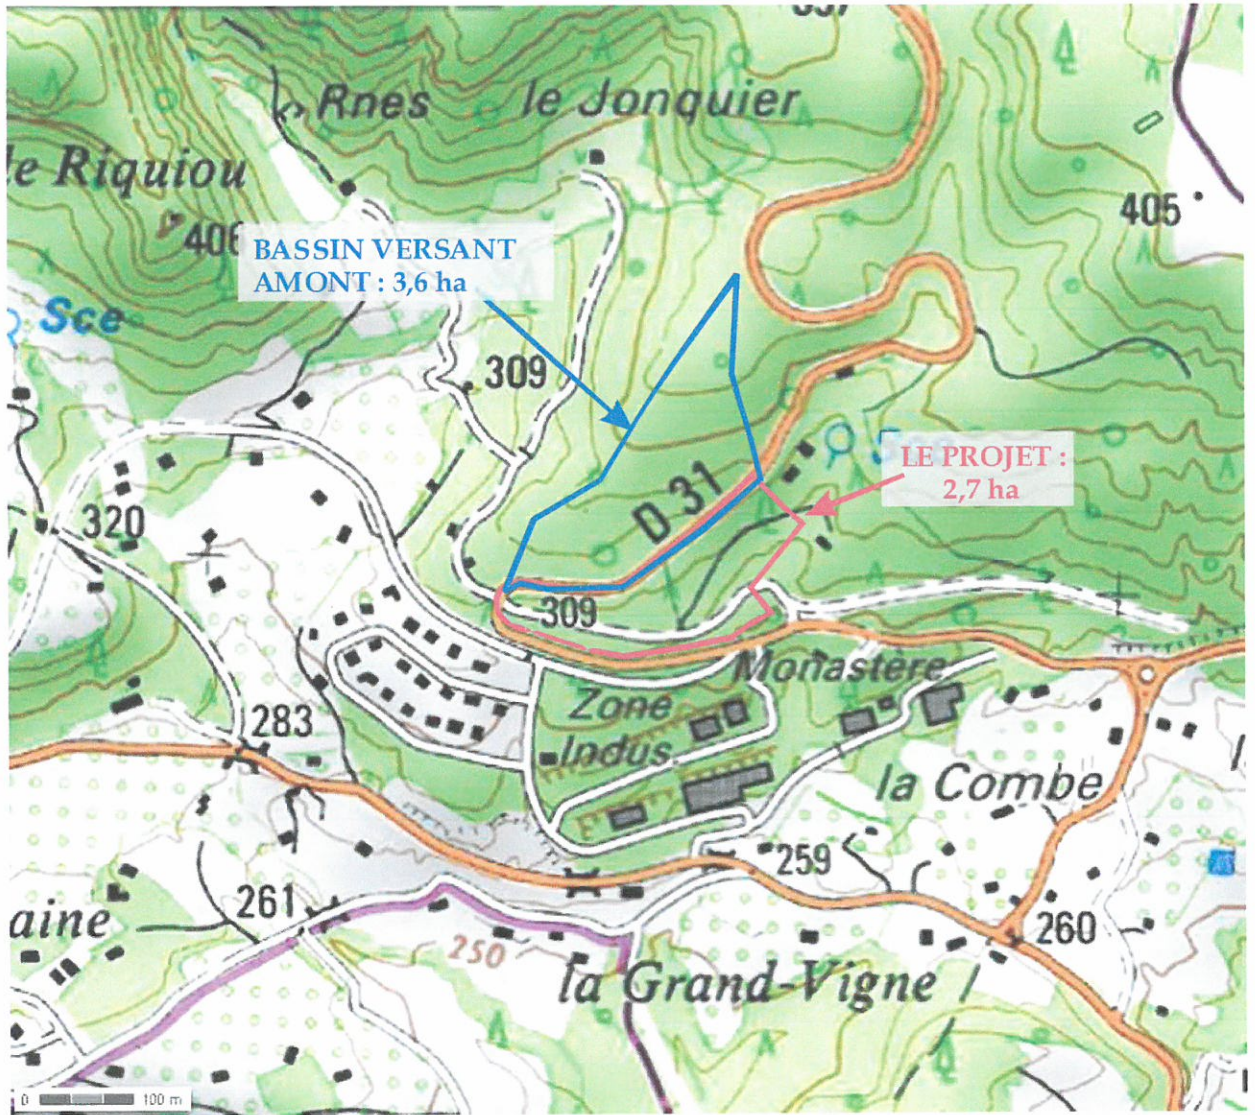 Rnes
le Jonquier
le Riquiou
406
405
BASSIN VERSANT
AMONT : 3,6 ha
Sce
309
D 31
LE PROJET :
2,7 ha
320
309
Monastère
Zone
Indus.
283
la Combe
259
261
260
aine
250
la Grand-Vigne
0
100 m